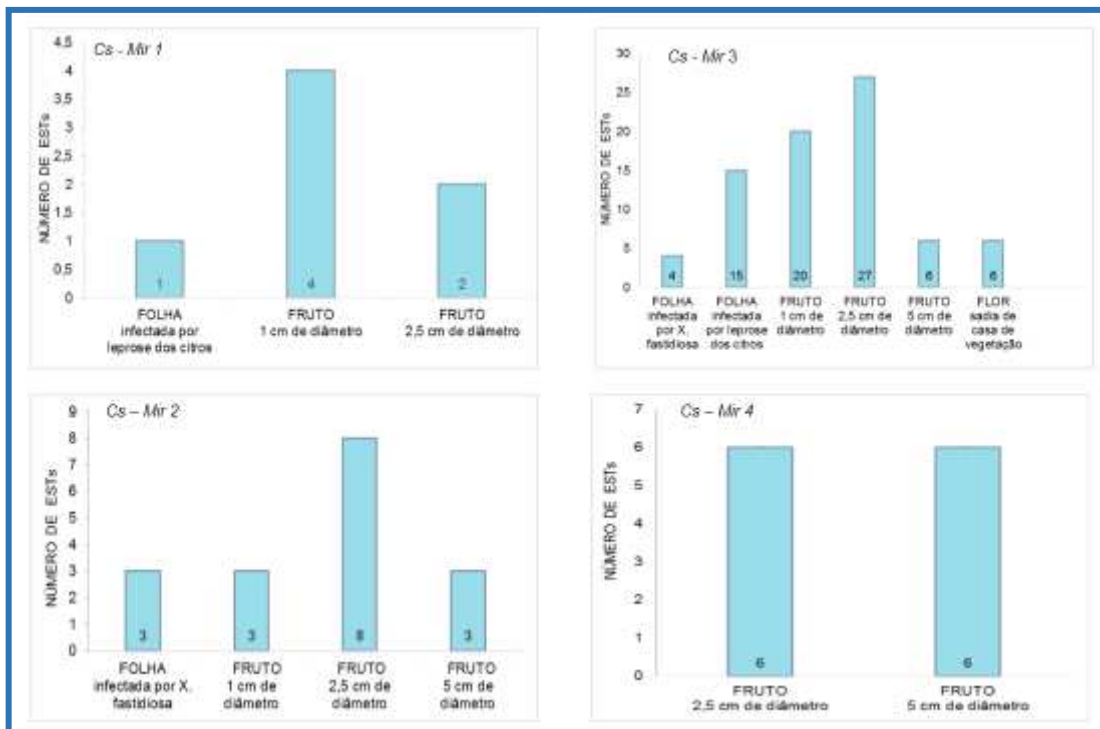 Cs - Mir 1
NÚMERO DE ESTs
4.5
4
3.5
3
2.5
2
1.5
1
0.5
0
1
4
2
FOLHA
infectada por
leprose dos citros
FRUTO
1 cm de diâmetro
FRUTO
2,5 cm de diâmetro
Cs - Mir 3
NÚMERO DE ESTs
30
25
20
15
10
5
0
4
15
20
27
6
6
FOLHA
infectada
por X.
fastidiosa
FOLHA
infectada
por leprose
dos citros
FRUTO
1 cm de
diâmetro
FRUTO
2,5 cm de
diâmetro
FRUTO
5 cm de
diâmetro
FLOR
sadia de
casa de
vegetação
Cs – Mir 2
NÚMERO DE ESTs
9
8
7
6
5
4
3
2
1
0
3
3
8
3
FOLHA
infectada por X.
fastidiosa
FRUTO
1 cm de
diâmetro
FRUTO
2,5 cm de
diâmetro
FRUTO
5 cm de
diâmetro
Cs – Mir 4
NÚMERO DE ESTs
7
6
5
4
3
2
1
0
6
6
FRUTO
2,5 cm de diâmetro
FRUTO
5 cm de diâmetro